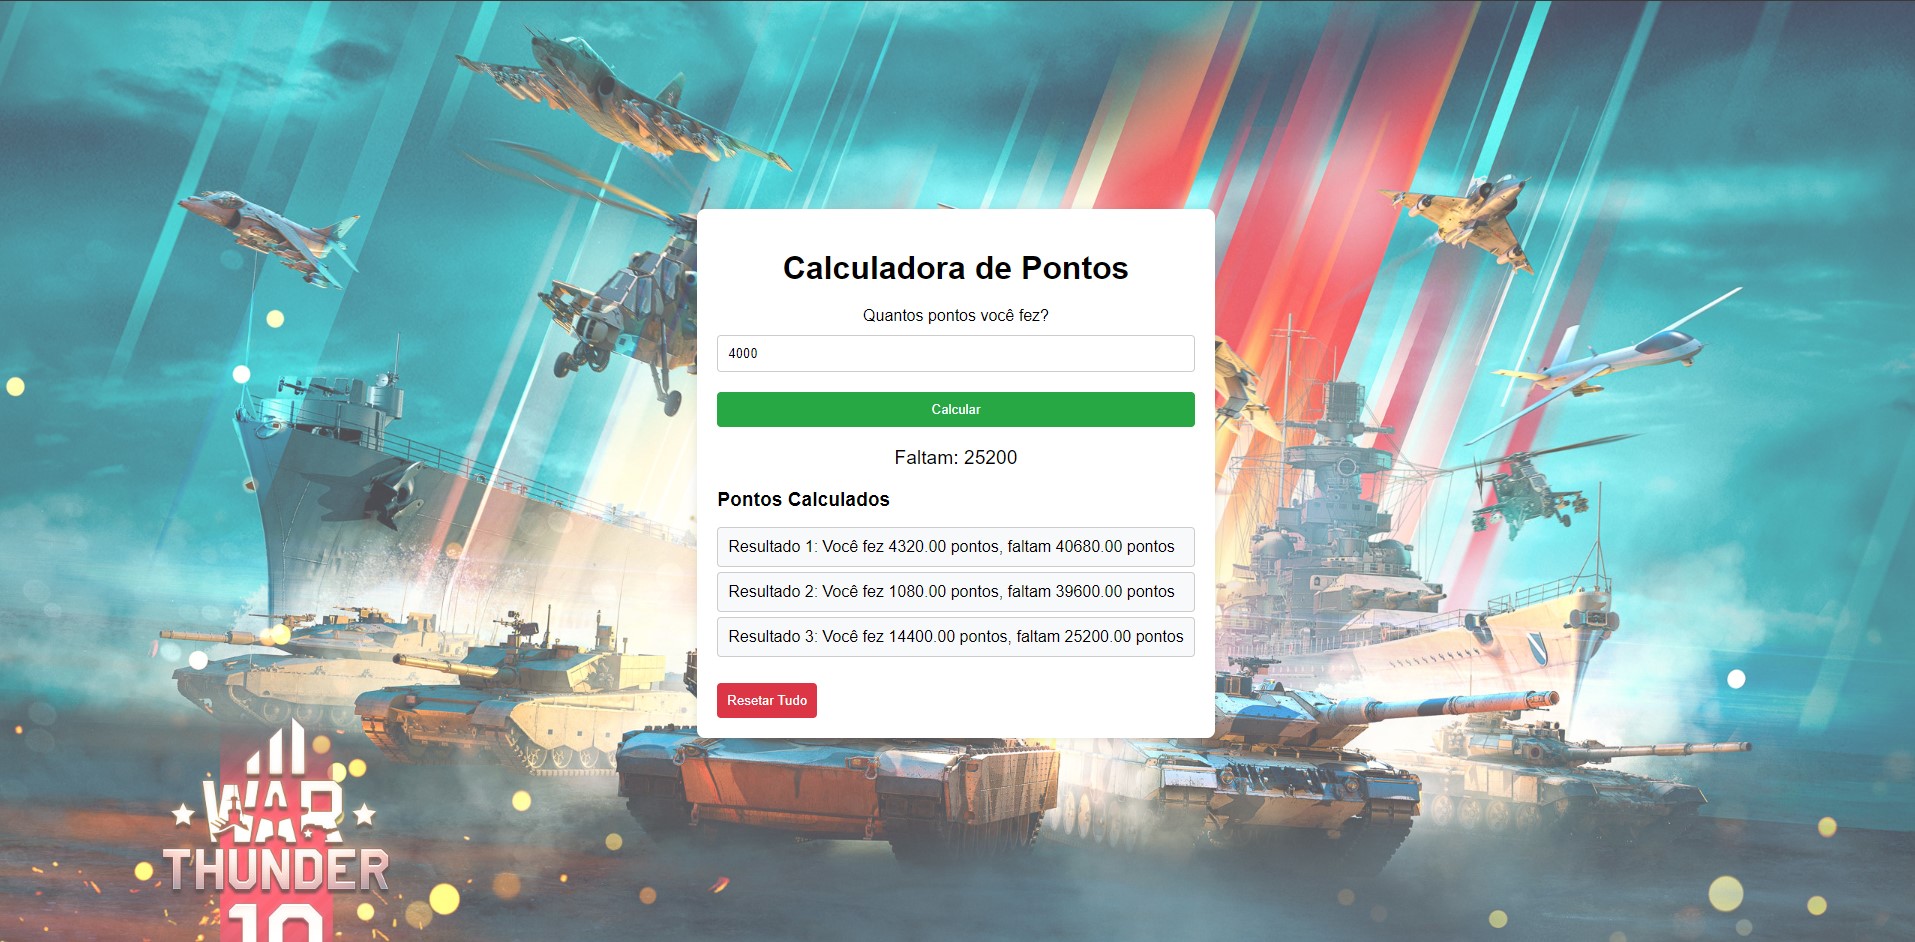 Calculadora de Pontos
Quantos pontos você fez?
4000
Calcular
Faltam: 25200
Pontos Calculados
Resultado 1: Você fez 4320.00 pontos, faltam 40680.00 pontos
Resultado 2: Você fez 1080.00 pontos, faltam 39600.00 pontos
Resultado 3: Você fez 14400.00 pontos, faltam 25200.00 pontos
Resetar Tudo
WAR
THUNDER
10